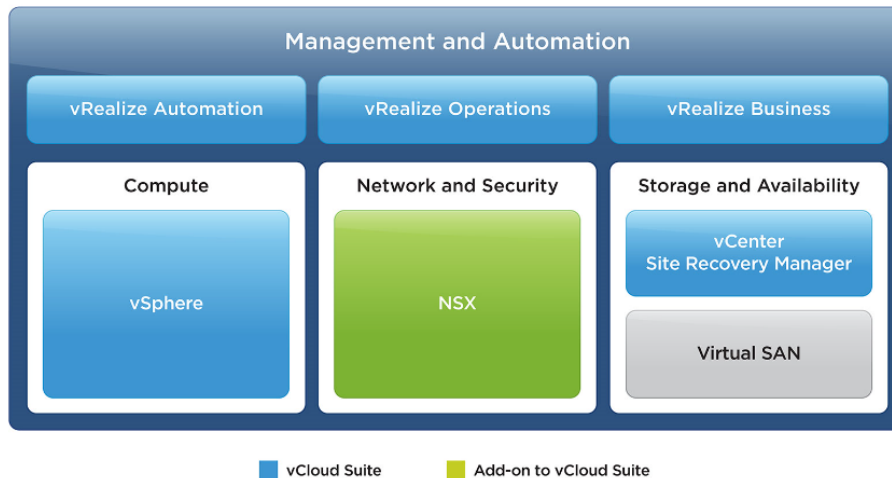 Management and Automation
vRealize Automation
vRealize Operations
vRealize Business
Compute
Network and Security
Storage and Availability
vSphere
NSX
vCenter
Site Recovery Manager
Virtual SAN
vCloud Suite
Add-on to vCloud Suite